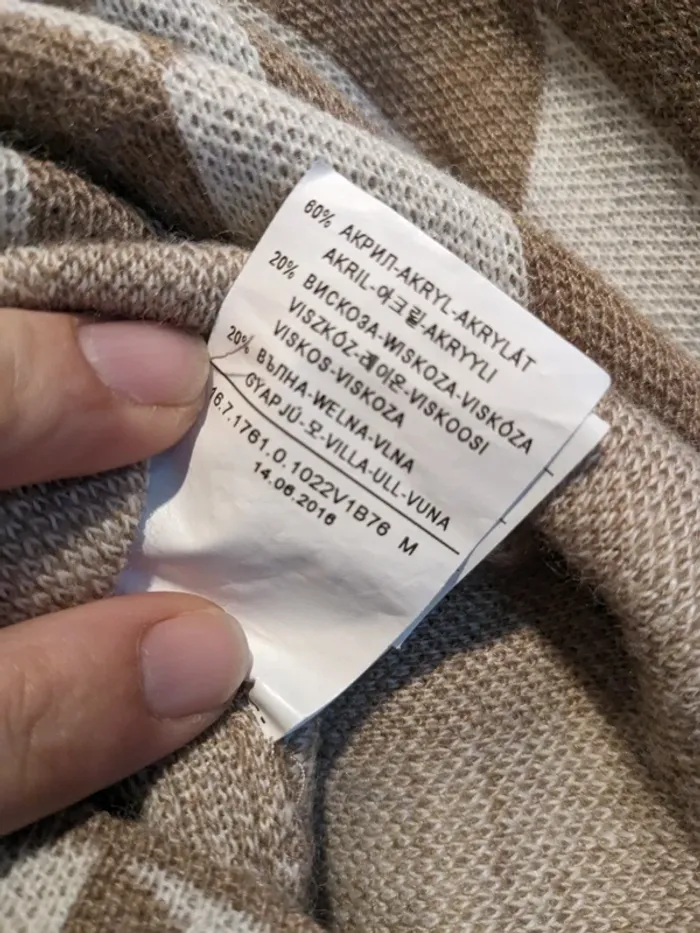 60% АКРИЛ-AKRYL-AKRYLÁT
AKRIL-아크릴-AKRYYLI
20% ВИСКОЗА-WISKOZA-VISKÓZA
VISZKÓZ-레이온-VISKOOSI
VISKOS-VISKOZA
20% ВЪЛНА-WELNA-VLNA
GYAPJÚ-모-VILLA-ULL-VUNA
16.7.1761.0.1022V1B76 M
14.06.2016